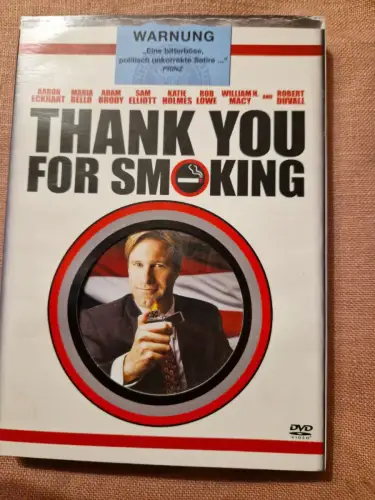 WARNUNG
„Eine bitterböse,
politisch unkorrekte Satire ..."
PRINZ
AARON ECKHART MARIA BELLO ADAM BRODY SAM ELLIOTT KATIE HOLMES ROB LOWE WILLIAM H. MACY AND ROBERT DUVALL
THANK YOU
FOR SMOKING
DVD
VIDEO